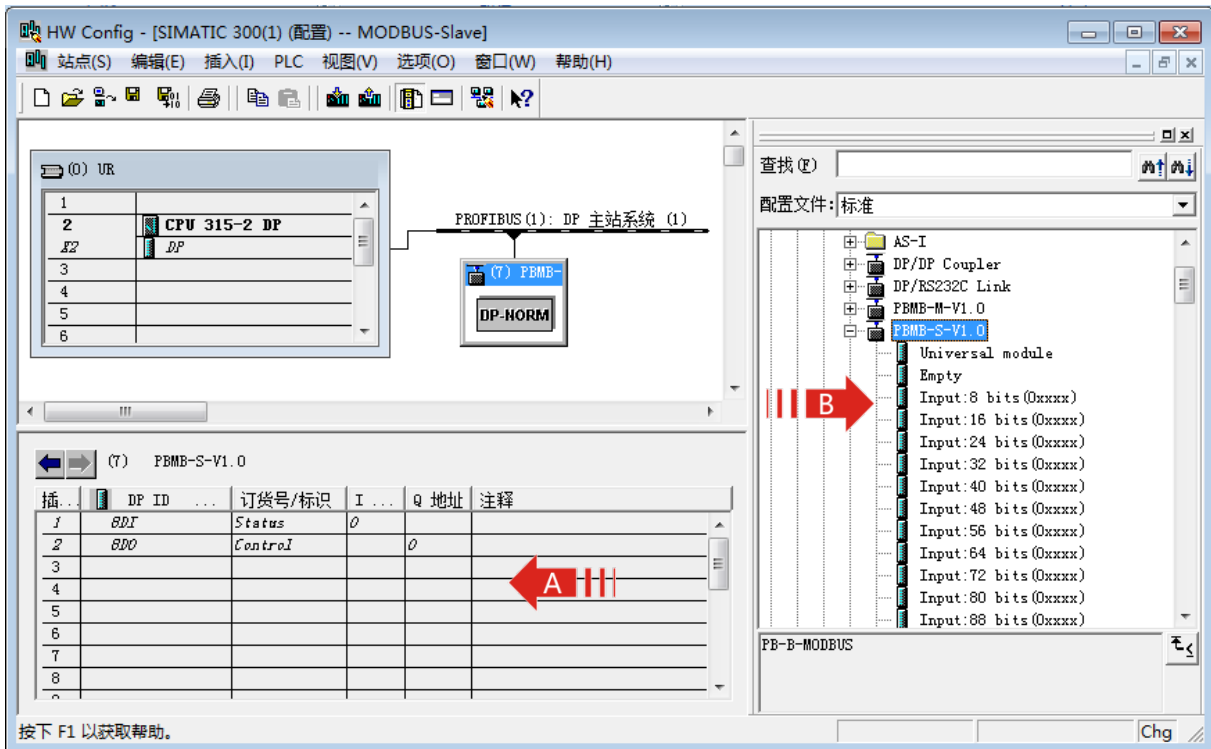 HW Config - [SIMATIC 300(1) (配置) -- MODBUS-Slave]
站点(S) 编辑(E) 插入(I) PLC 视图(V) 选项(O) 窗口(W) 帮助(H)
(0) UR
1
2 CPU 315-2 DP
X2 DP
3
4
5
6
PROFIBUS(1): DP 主站系统 (1)
(7) PBMB-
DP-NORM
(7) PBMB-S-V1.0
插... DP ID ... 订货号/标识 I ... Q 地址 注释
1 8DI Status 0
2 8DO Control 0
3
4
5
6
7
8
A
查找(F)
配置文件: 标准
AS-I
DP/DP Coupler
DP/RS232C Link
PBMB-M-V1.0
PBMB-S-V1.0
Universal module
Empty
Input:8 bits(0xxxx)
Input:16 bits(0xxxx)
Input:24 bits(0xxxx)
Input:32 bits(0xxxx)
Input:40 bits(0xxxx)
Input:48 bits(0xxxx)
Input:56 bits(0xxxx)
Input:64 bits(0xxxx)
Input:72 bits(0xxxx)
Input:80 bits(0xxxx)
Input:88 bits(0xxxx)
B
PB-B-MODBUS
按下 F1 以获取帮助。
Chg